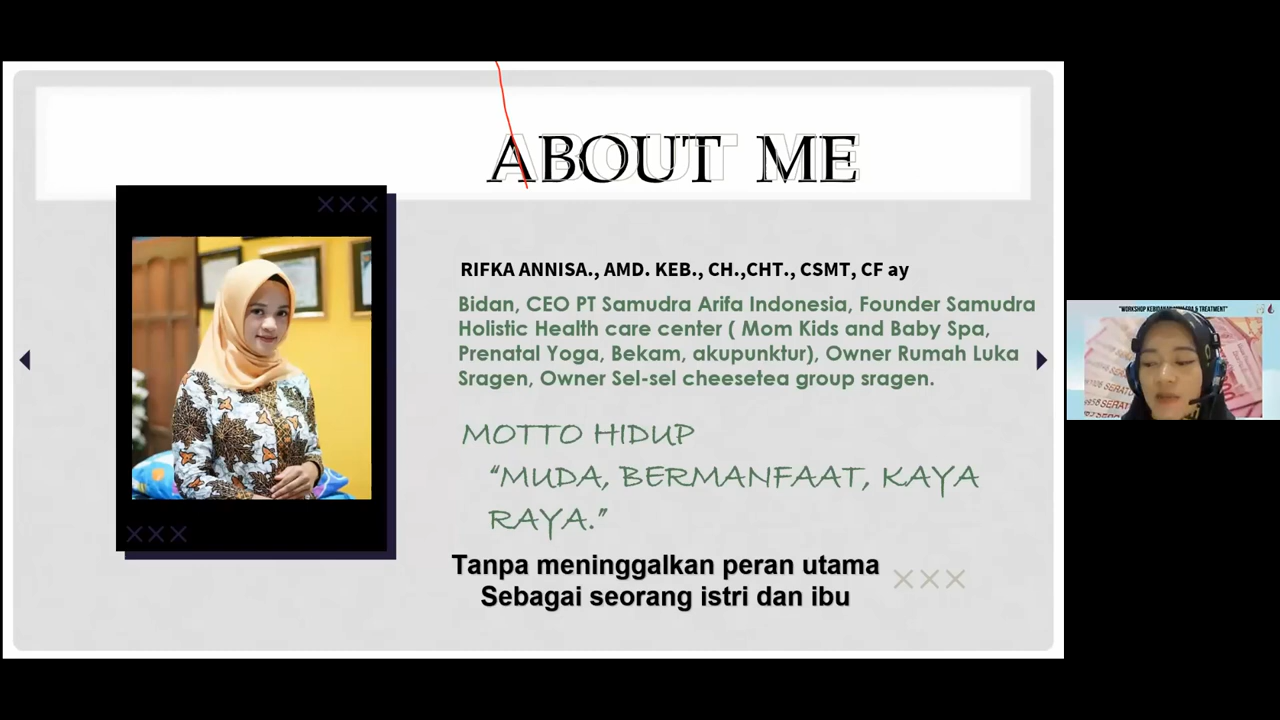 ABOUT ME
RIFKA ANNISA., AMD. KEB., CH.,CHT., CSMT, CF ay
Bidan, CEO PT Samudra Arifa Indonesia, Founder Samudra
Holistic Health care center ( Mom Kids and Baby Spa,
Prenatal Yoga, Bekam, akupunktur), Owner Rumah Luka
Sragen, Owner Sel-sel cheesetea group sragen.
MOTTO HIDUP
“MUDA, BERMANFAAT, KAYA
RAYA.”
Tanpa meninggalkan peran utama
Sebagai seorang istri dan ibu